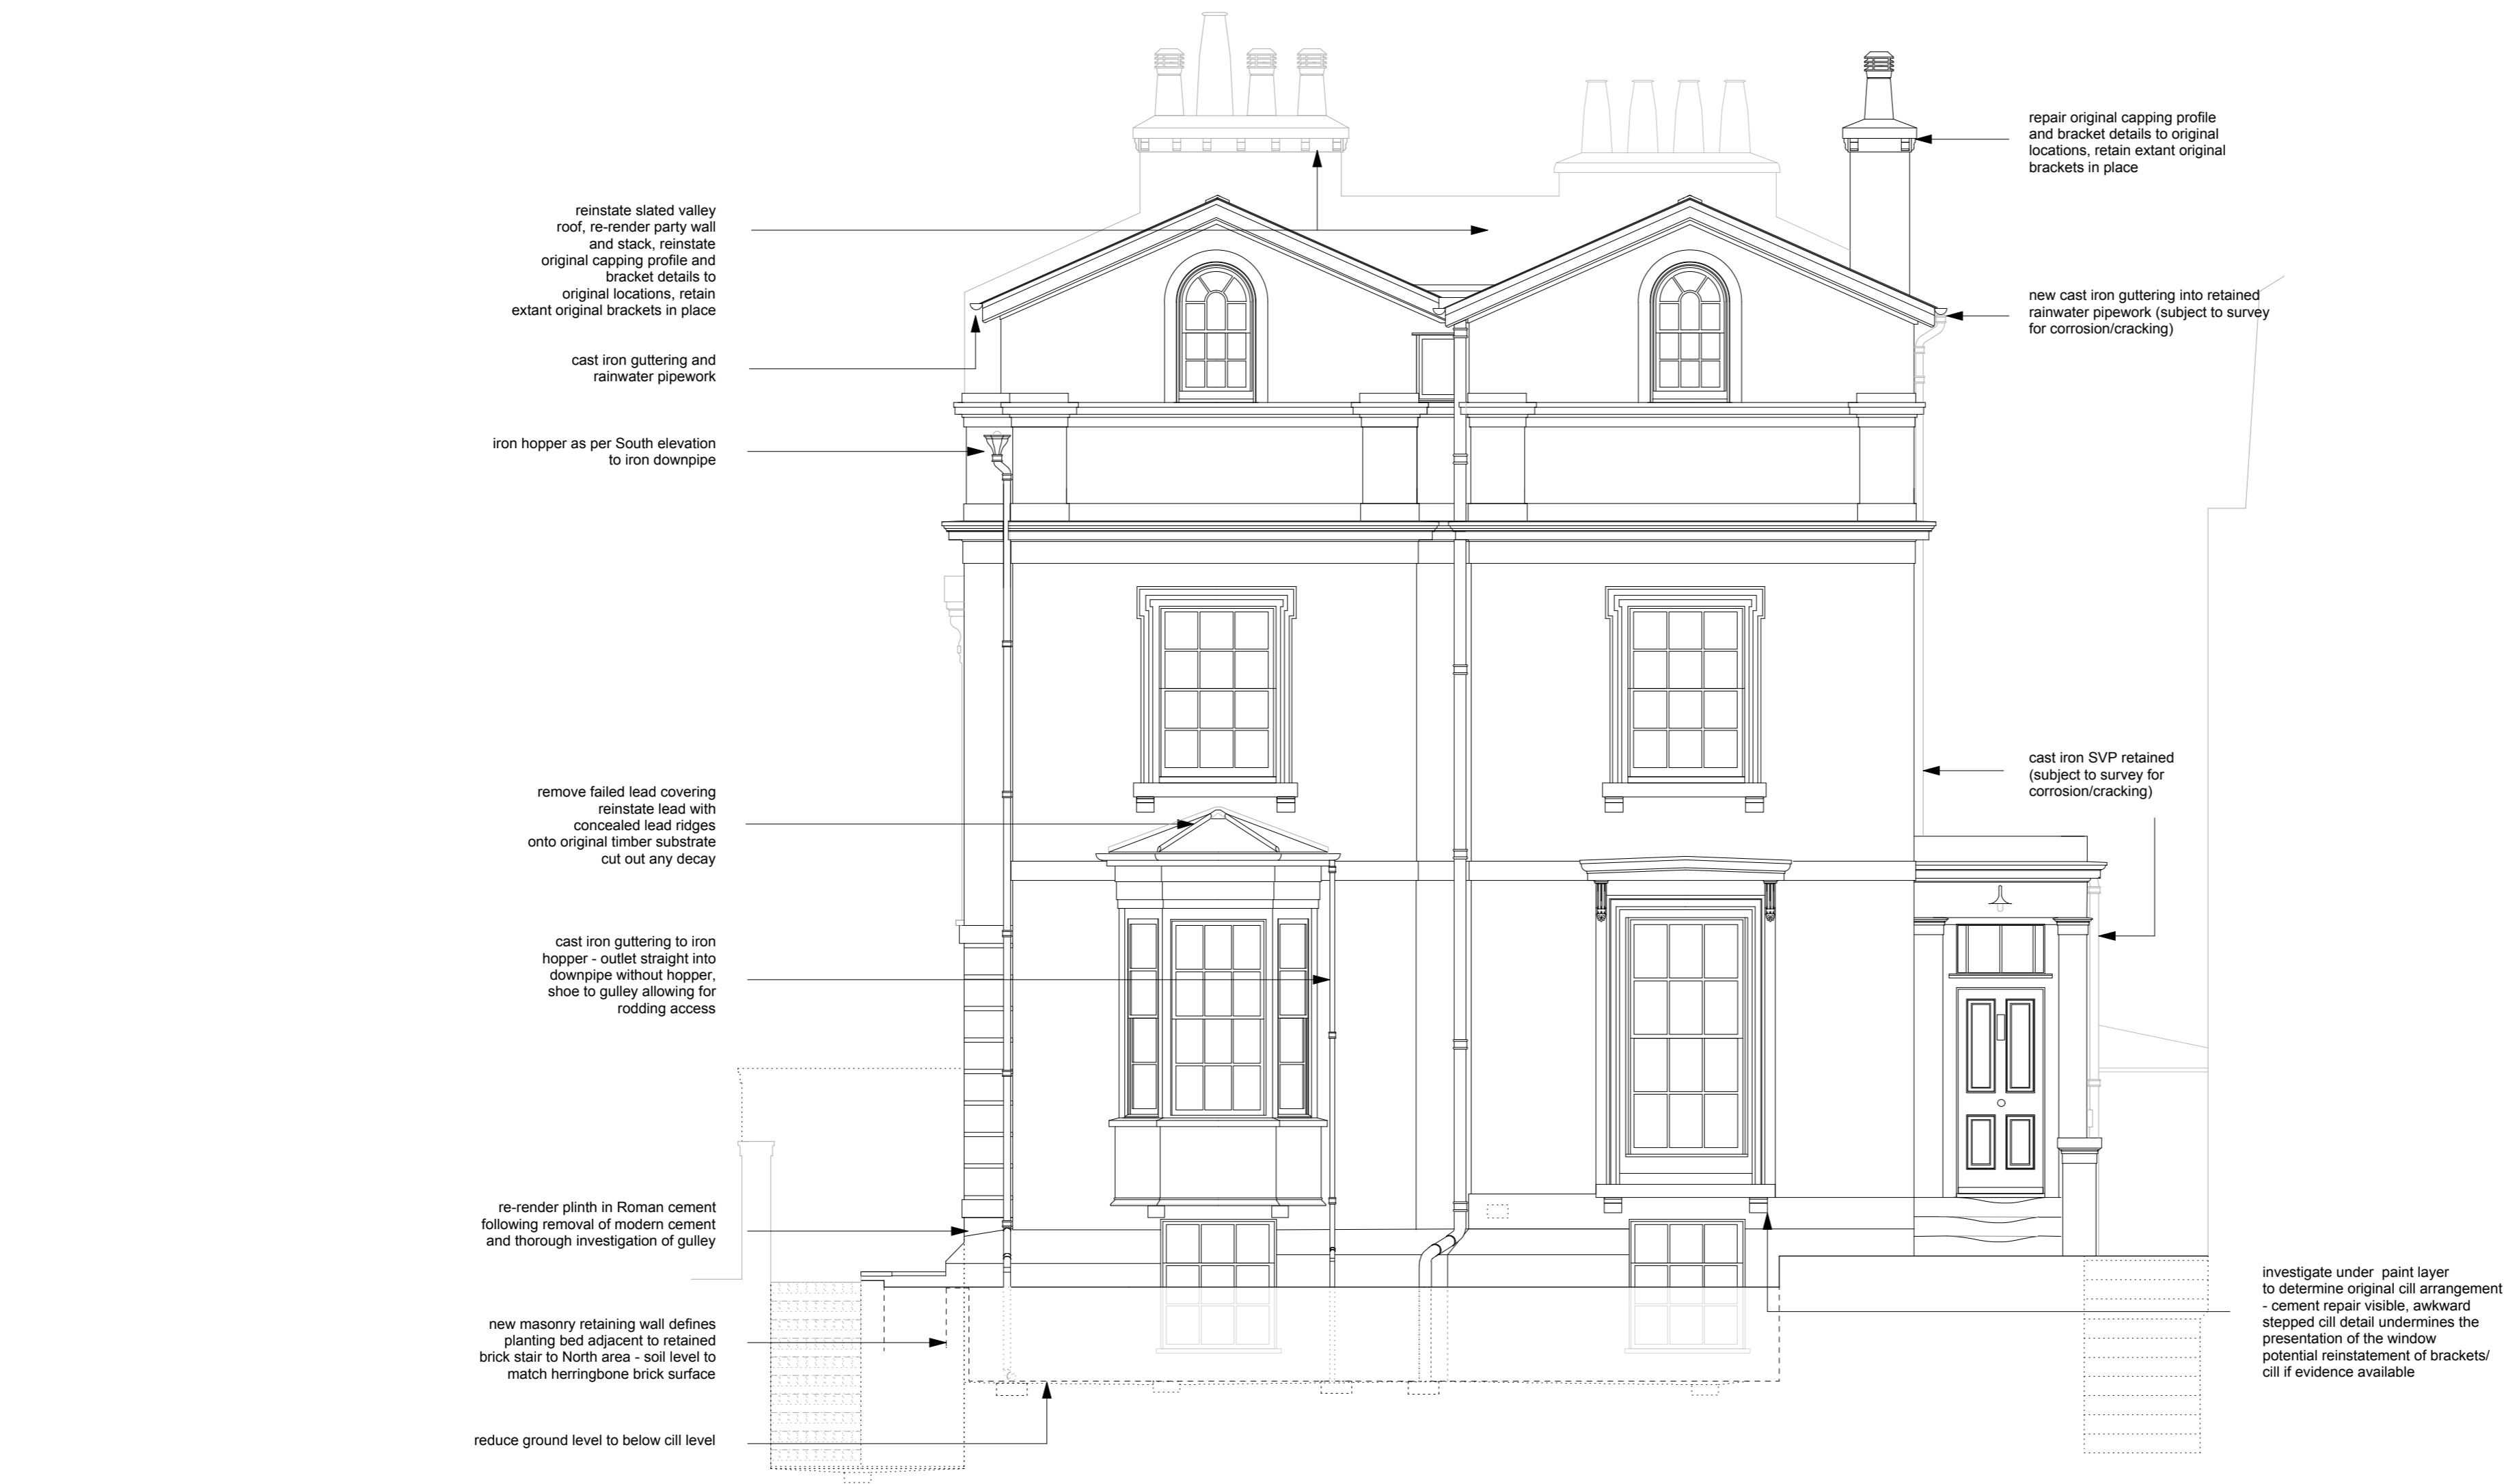 reinstate slated valley
roof, re-render party wall
and stack, reinstate
original capping profile and
bracket details to
original locations, retain
extant original brackets in place
cast iron guttering and
rainwater pipework
iron hopper as per South elevation
to iron downpipe
remove failed lead covering
reinstate lead with
concealed lead ridges
onto original timber substrate
cut out any decay
cast iron guttering to iron
hopper - outlet straight into
downpipe without hopper,
shoe to gulley allowing for
rodding access
re-render plinth in Roman cement
following removal of modern cement
and thorough investigation of gulley
new masonry retaining wall defines
planting bed adjacent to retained
brick stair to North area - soil level to
match herringbone brick surface
reduce ground level to below cill level
repair original capping profile
and bracket details to original
locations, retain extant original
brackets in place
new cast iron guttering into retained
rainwater pipework (subject to survey
for corrosion/cracking)
cast iron SVP retained
(subject to survey for
corrosion/cracking)
investigate under paint layer
to determine original cill arrangement
- cement repair visible, awkward
stepped cill detail undermines the
presentation of the window
potential reinstatement of brackets/
cill if evidence available